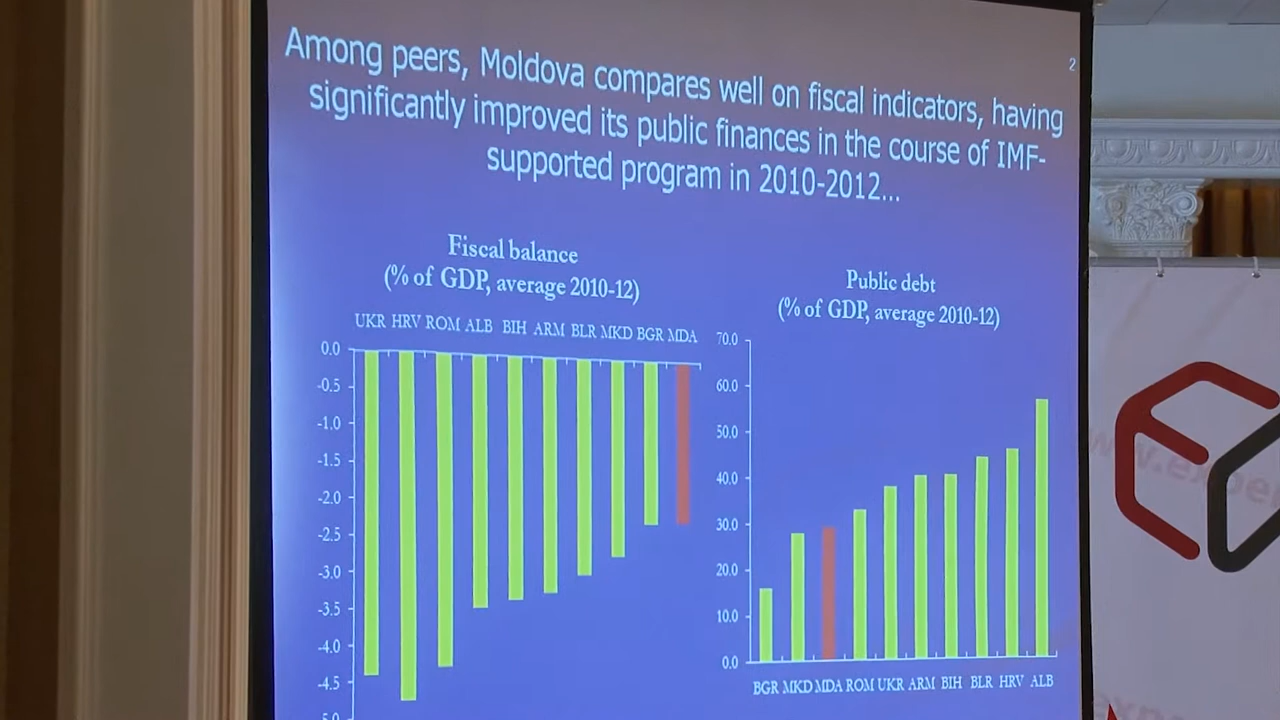 2
Among peers, Moldova compares well on fiscal indicators, having
significantly improved its public finances in the course of IMF-
supported program in 2010-2012...
Fiscal balance
(% of GDP, average 2010-12)
UKR HRV ROM ALB BIH ARM BLR MKD BGR MDA
0.0
-0.5
-1.0
-1.5
-2.0
-2.5
-3.0
-3.5
-4.0
-4.5
Public debt
(% of GDP, average 2010-12)
70.0
60.0
50.0
40.0
30.0
20.0
10.0
0.0
BGR MKD MDA ROM UKR ARM BIH BLR HRV ALB